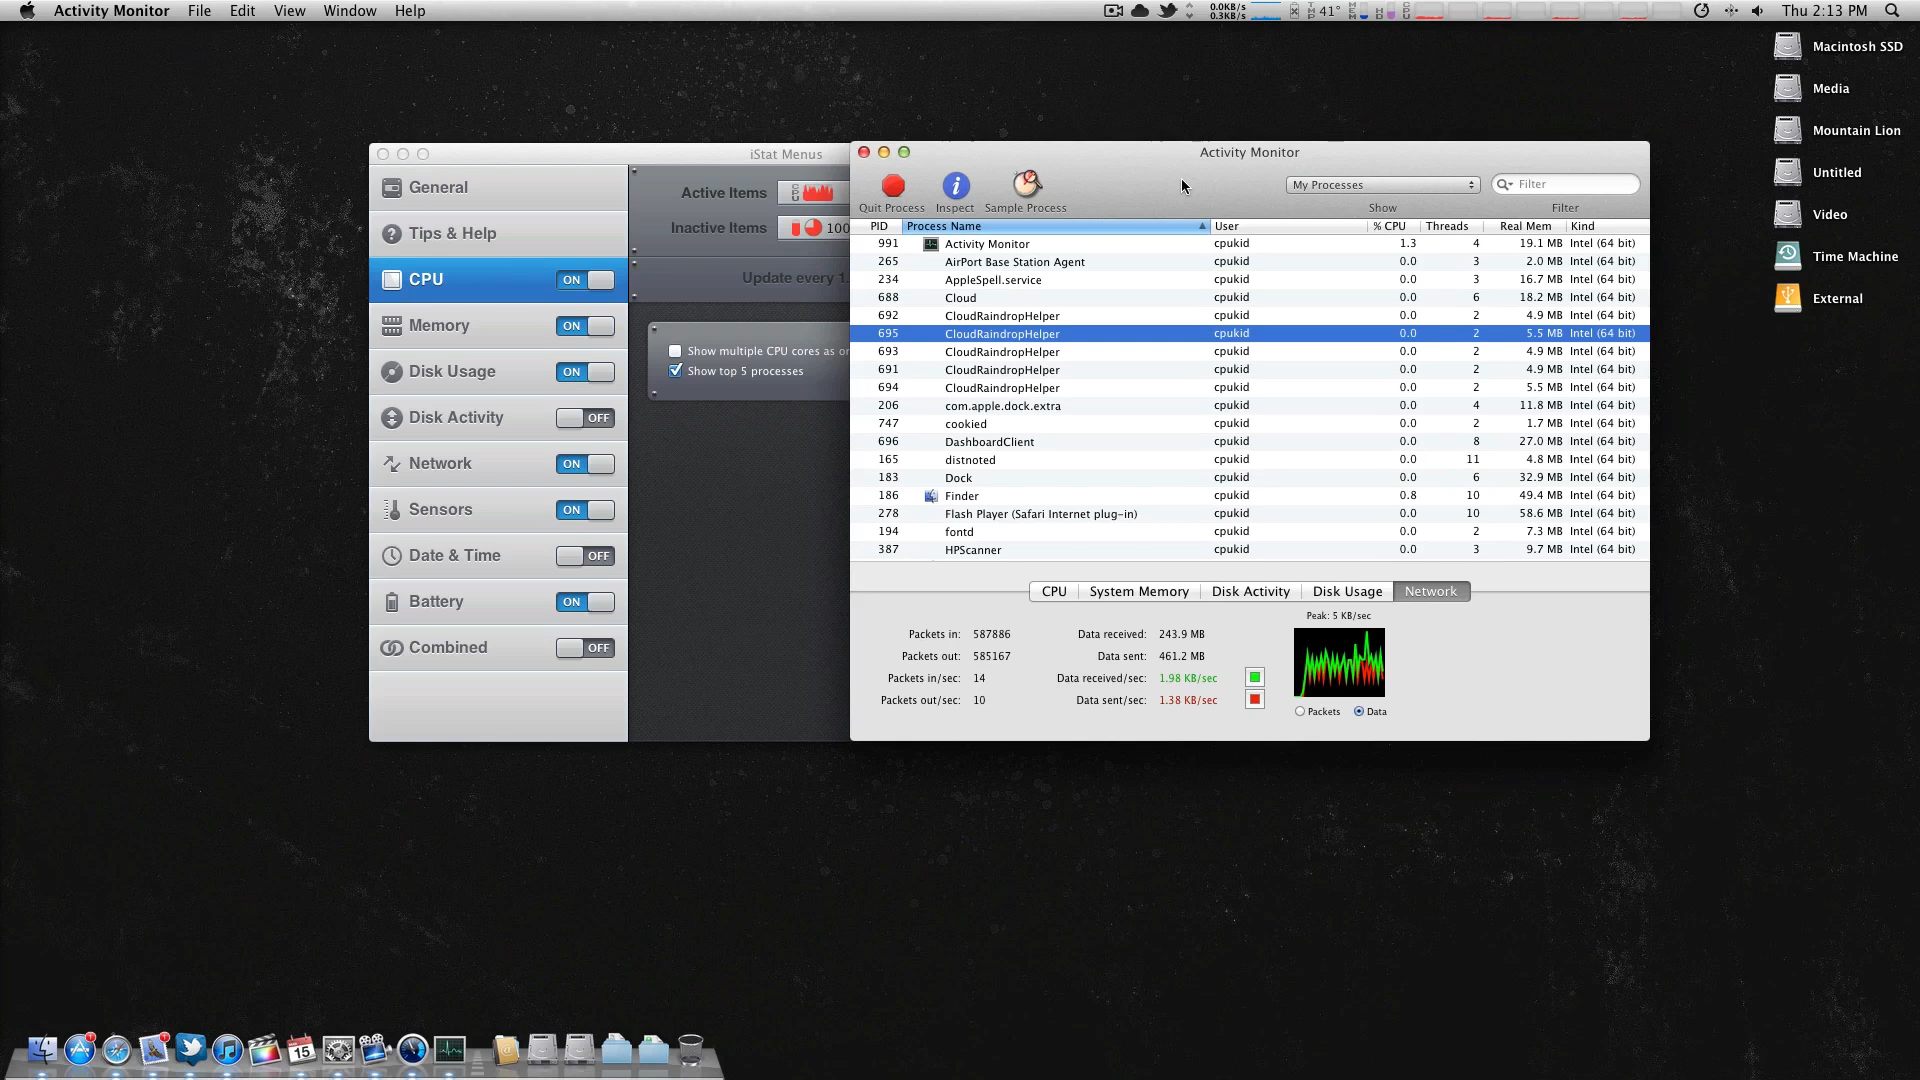 Activity Monitor File Edit View Window Help
0.0KB/s
0.3KB/s
41°
Thu 2:13 PM
Macintosh SSD
Media
Mountain Lion
Untitled
Video
Time Machine
External
iStat Menus
General
Tips & Help
CPU ON
Memory ON
Disk Usage ON
Disk Activity OFF
Network ON
Sensors ON
Date & Time OFF
Battery ON
Combined OFF
Active Items CPU
Inactive Items 100
Update every 1.
Show multiple CPU cores as or
Show top 5 processes
Activity Monitor
Quit Process Inspect Sample Process
My Processes
Show
Filter
Filter
PID Process Name User % CPU Threads Real Mem Kind
991 Activity Monitor cpukid 1.3 4 19.1 MB Intel (64 bit)
265 AirPort Base Station Agent cpukid 0.0 3 2.0 MB Intel (64 bit)
234 AppleSpell.service cpukid 0.0 3 16.7 MB Intel (64 bit)
688 Cloud cpukid 0.0 6 18.2 MB Intel (64 bit)
692 CloudRaindropHelper cpukid 0.0 2 4.9 MB Intel (64 bit)
695 CloudRaindropHelper cpukid 0.0 2 5.5 MB Intel (64 bit)
693 CloudRaindropHelper cpukid 0.0 2 4.9 MB Intel (64 bit)
691 CloudRaindropHelper cpukid 0.0 2 4.9 MB Intel (64 bit)
694 CloudRaindropHelper cpukid 0.0 2 5.5 MB Intel (64 bit)
206 com.apple.dock.extra cpukid 0.0 4 11.8 MB Intel (64 bit)
747 cookied cpukid 0.0 2 1.7 MB Intel (64 bit)
696 DashboardClient cpukid 0.0 8 27.0 MB Intel (64 bit)
165 distnoted cpukid 0.0 11 4.8 MB Intel (64 bit)
183 Dock cpukid 0.0 6 32.9 MB Intel (64 bit)
186 Finder cpukid 0.8 10 49.4 MB Intel (64 bit)
278 Flash Player (Safari Internet plug-in) cpukid 0.0 10 58.6 MB Intel (64 bit)
194 fontd cpukid 0.0 2 7.3 MB Intel (64 bit)
387 HPScanner cpukid 0.0 3 9.7 MB Intel (64 bit)
CPU System Memory Disk Activity Disk Usage Network
Peak: 5 KB/sec
Packets in: 587886 Data received: 243.9 MB
Packets out: 585167 Data sent: 461.2 MB
Packets in/sec: 14 Data received/sec: 1.98 KB/sec
Packets out/sec: 10 Data sent/sec: 1.38 KB/sec
Packets Data
15